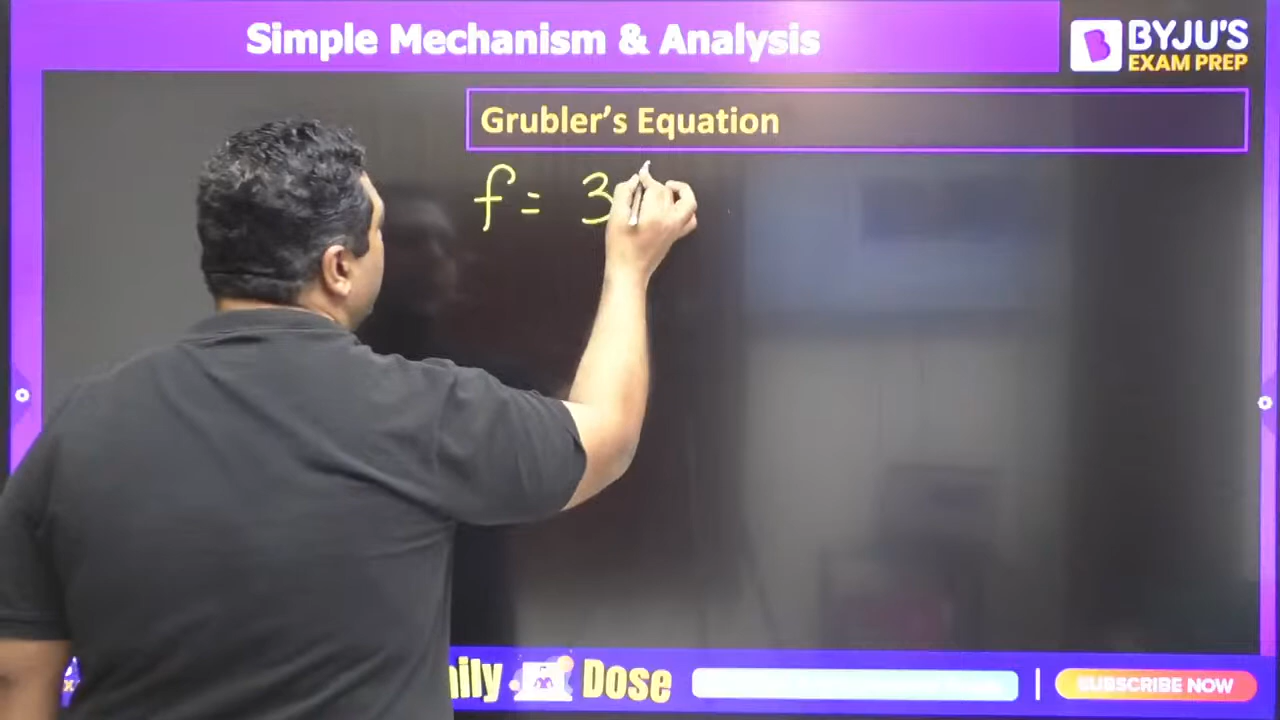 Simple Mechanism & Analysis
BYJU'S
EXAM PREP
Grubler's Equation
f = 3
Dose
SUBSCRIBE NOW